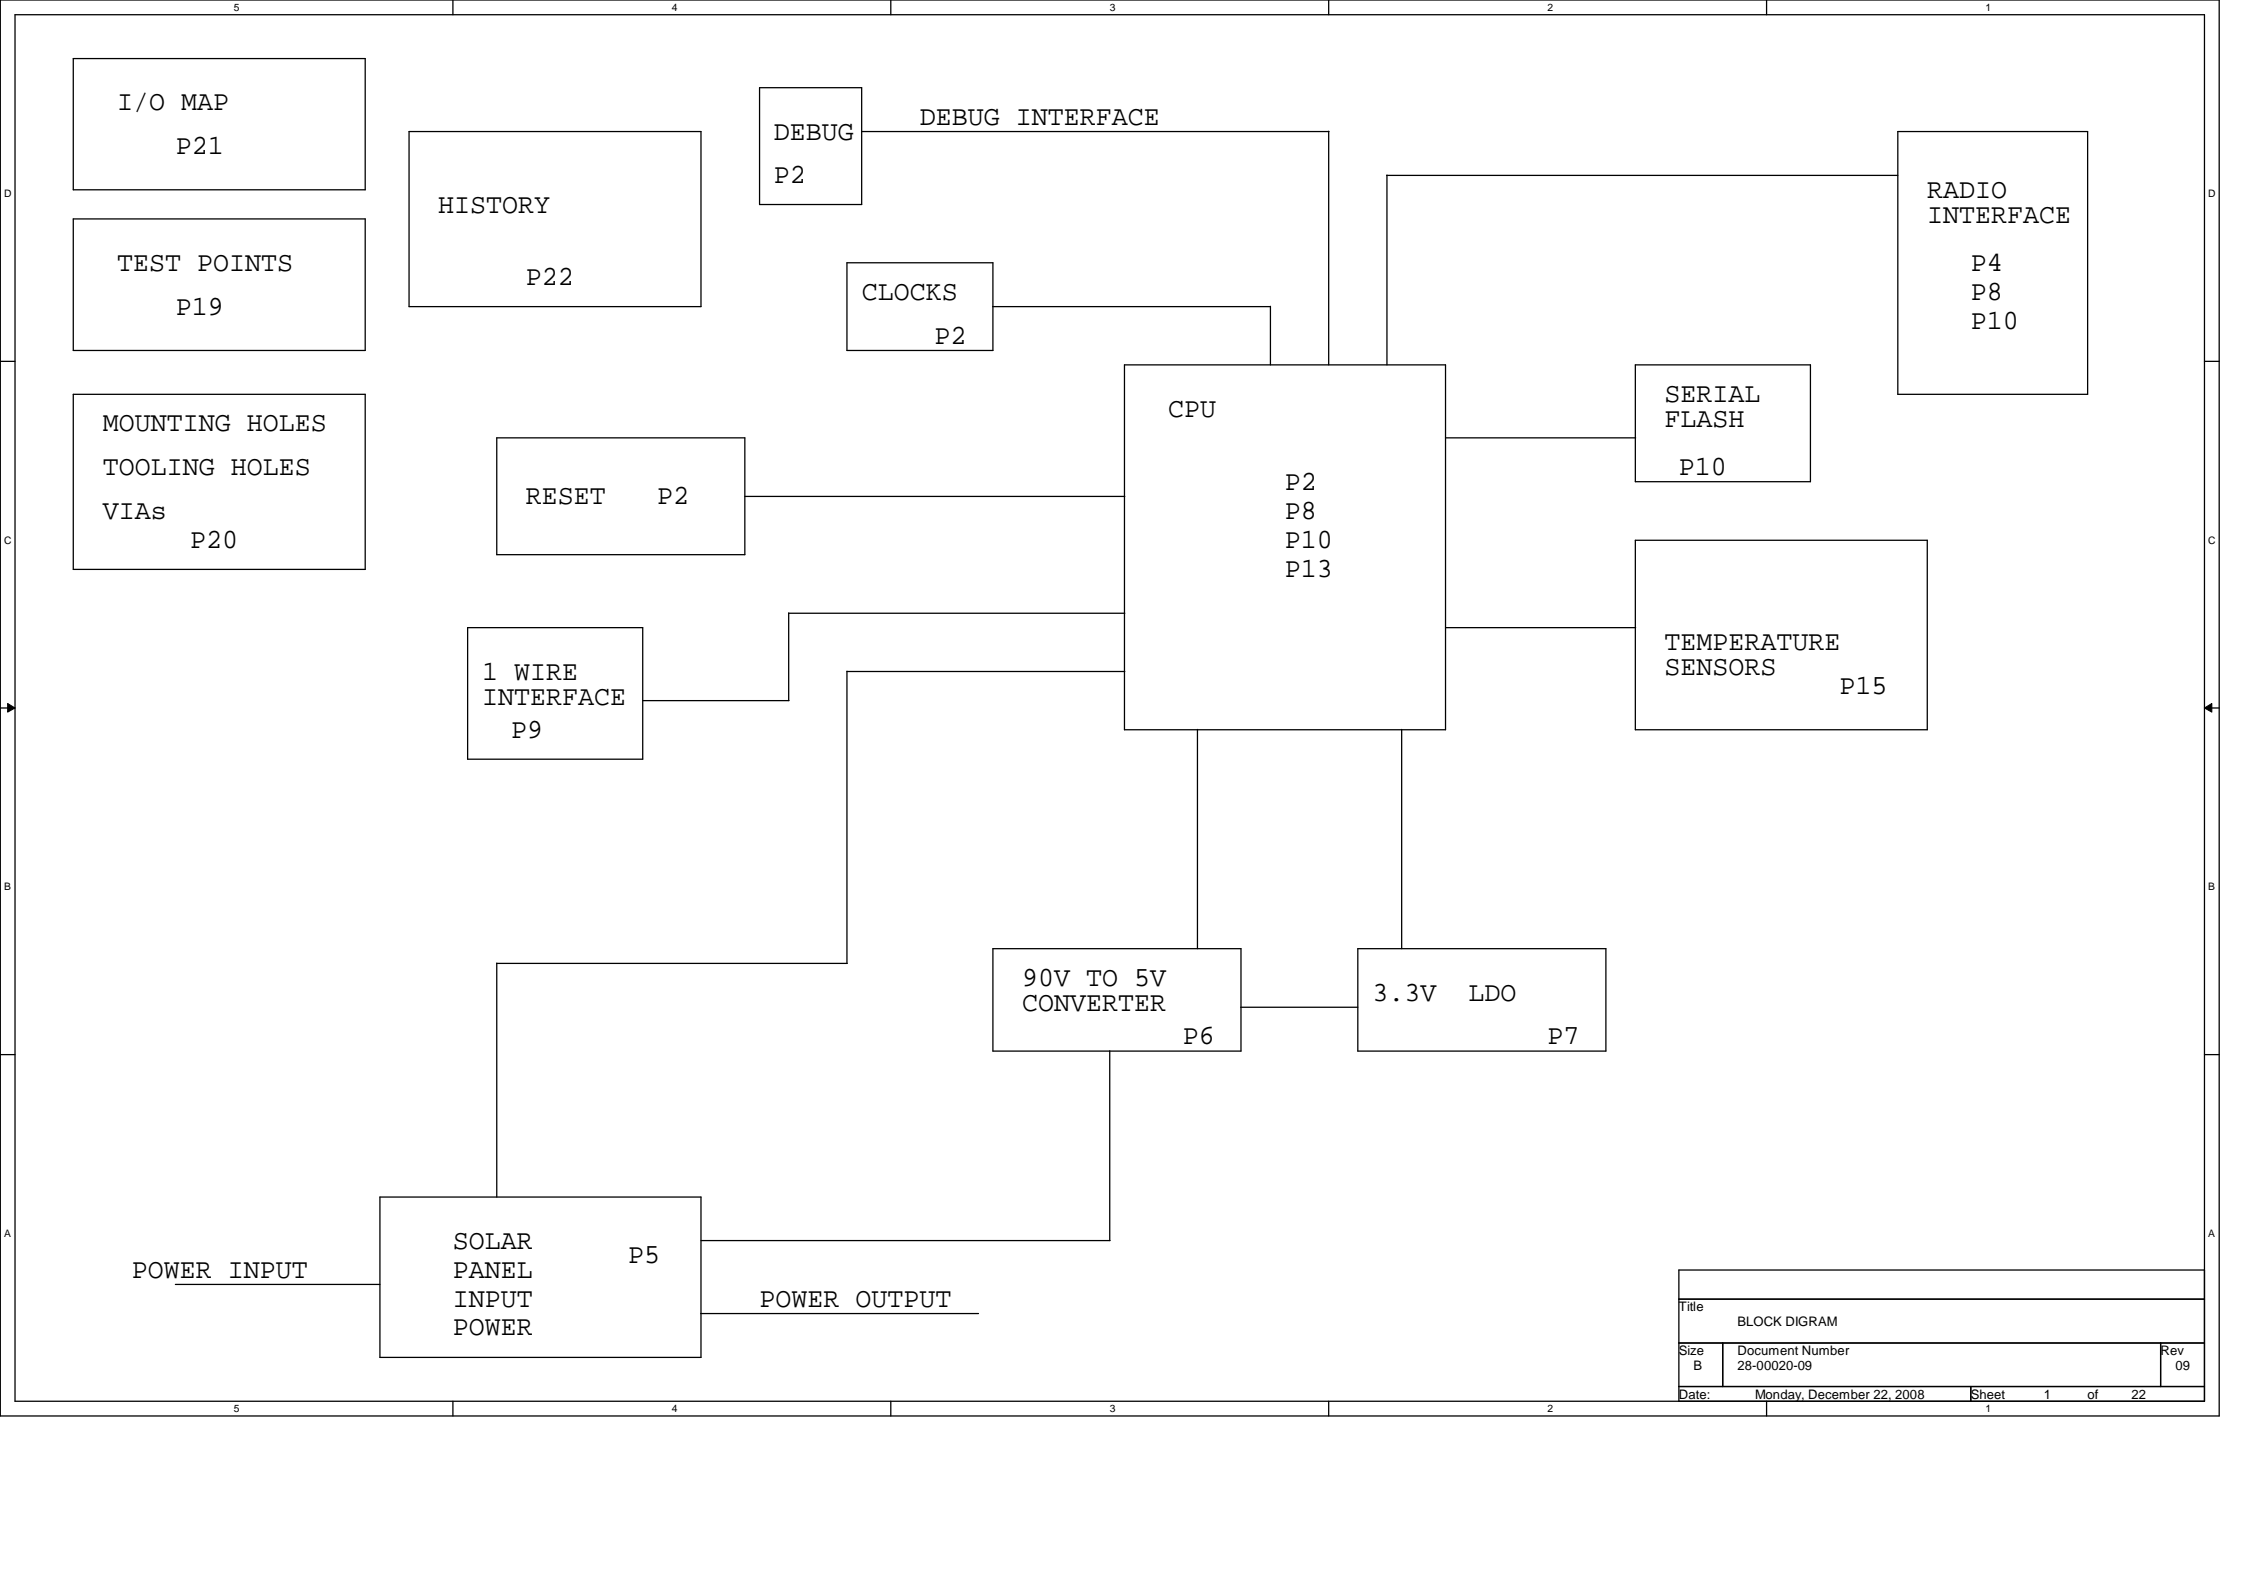 5 4 3 2 1
D
D
C
C
B
B
A
A
I/O MAP
P21
TEST POINTS
P19
MOUNTING HOLES
TOOLING HOLES
VIAs
P20
HISTORY
P22
DEBUG
P2
DEBUG INTERFACE
CLOCKS
P2
RADIO
INTERFACE
P4
P8
P10
CPU
P2
P8
P10
P13
SERIAL
FLASH
P10
RESET P2
1 WIRE
INTERFACE
P9
TEMPERATURE
SENSORS
P15
90V TO 5V
CONVERTER
P6
3.3V LDO
P7
SOLAR
PANEL
INPUT
POWER
P5
POWER INPUT
POWER OUTPUT
Title
BLOCK DIGRAM
Size
B
Document Number
28-00020-09
Rev
09
Date: Monday, December 22, 2008 Sheet 1 of 22
5 4 3 2 1